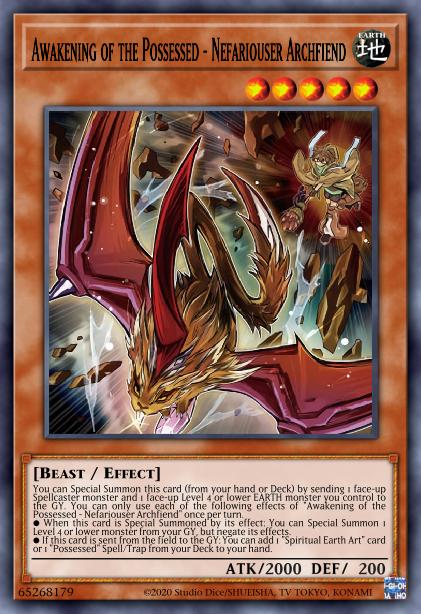 AWAKENING OF THE POSSESSED - NEFARIOUSER ARCHFIEND
EARTH
地
[BEAST / EFFECT]
You can Special Summon this card (from your hand or Deck) by sending 1 face-up
Spellcaster monster and 1 face-up Level 4 or lower EARTH monster you control to
the GY. You can only use each of the following effects of "Awakening of the
Possessed - Nefariouser Archfiend" once per turn.
● When this card is Special Summoned by its effect: You can Special Summon 1
Level 4 or lower monster from your GY, but negate its effects.
● If this card is sent from the field to the GY: You can add 1 "Spiritual Earth Art" card
or 1 "Possessed" Spell/Trap from your Deck to your hand.
ATK/2000 DEF/ 200
65268179
©2020 Studio Dice/SHUEISHA, TV TOKYO, KONAMI